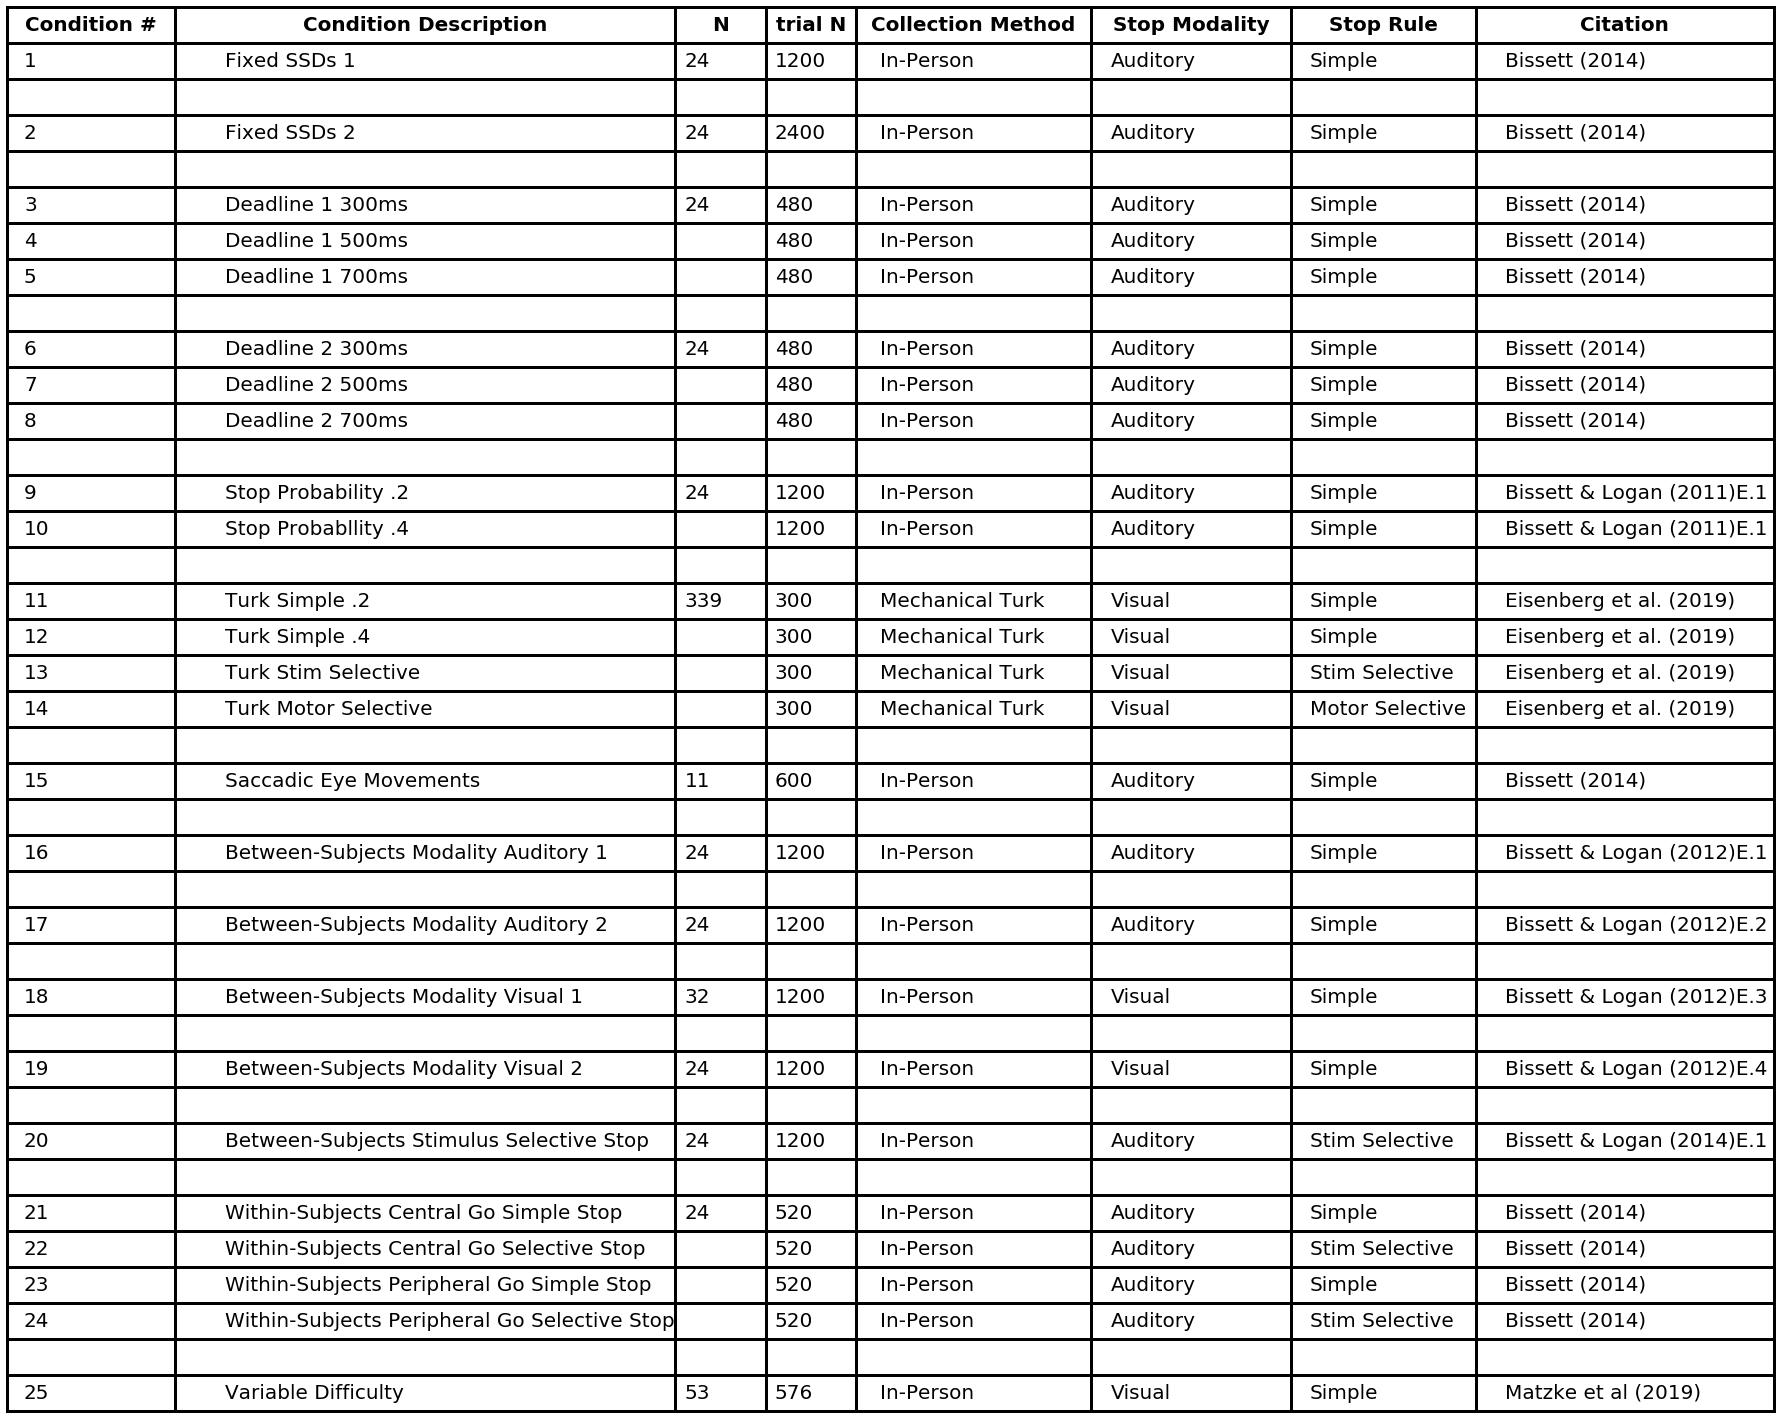 Condition # Condition Description N trial N Collection Method Stop Modality Stop Rule Citation
1 Fixed SSDs 1 24 1200 In-Person Auditory Simple Bissett (2014)
2 Fixed SSDs 2 24 2400 In-Person Auditory Simple Bissett (2014)
3 Deadline 1 300ms 24 480 In-Person Auditory Simple Bissett (2014)
4 Deadline 1 500ms 480 In-Person Auditory Simple Bissett (2014)
5 Deadline 1 700ms 480 In-Person Auditory Simple Bissett (2014)
6 Deadline 2 300ms 24 480 In-Person Auditory Simple Bissett (2014)
7 Deadline 2 500ms 480 In-Person Auditory Simple Bissett (2014)
8 Deadline 2 700ms 480 In-Person Auditory Simple Bissett (2014)
9 Stop Probability .2 24 1200 In-Person Auditory Simple Bissett & Logan (2011)E.1
10 Stop Probabllity .4 1200 In-Person Auditory Simple Bissett & Logan (2011)E.1
11 Turk Simple .2 339 300 Mechanical Turk Visual Simple Eisenberg et al. (2019)
12 Turk Simple .4 300 Mechanical Turk Visual Simple Eisenberg et al. (2019)
13 Turk Stim Selective 300 Mechanical Turk Visual Stim Selective Eisenberg et al. (2019)
14 Turk Motor Selective 300 Mechanical Turk Visual Motor Selective Eisenberg et al. (2019)
15 Saccadic Eye Movements 11 600 In-Person Auditory Simple Bissett (2014)
16 Between-Subjects Modality Auditory 1 24 1200 In-Person Auditory Simple Bissett & Logan (2012)E.1
17 Between-Subjects Modality Auditory 2 24 1200 In-Person Auditory Simple Bissett & Logan (2012)E.2
18 Between-Subjects Modality Visual 1 32 1200 In-Person Visual Simple Bissett & Logan (2012)E.3
19 Between-Subjects Modality Visual 2 24 1200 In-Person Visual Simple Bissett & Logan (2012)E.4
20 Between-Subjects Stimulus Selective Stop 24 1200 In-Person Auditory Stim Selective Bissett & Logan (2014)E.1
21 Within-Subjects Central Go Simple Stop 24 520 In-Person Auditory Simple Bissett (2014)
22 Within-Subjects Central Go Selective Stop 520 In-Person Auditory Stim Selective Bissett (2014)
23 Within-Subjects Peripheral Go Simple Stop 520 In-Person Auditory Simple Bissett (2014)
24 Within-Subjects Peripheral Go Selective Stop 520 In-Person Auditory Stim Selective Bissett (2014)
25 Variable Difficulty 53 576 In-Person Visual Simple Matzke et al (2019)